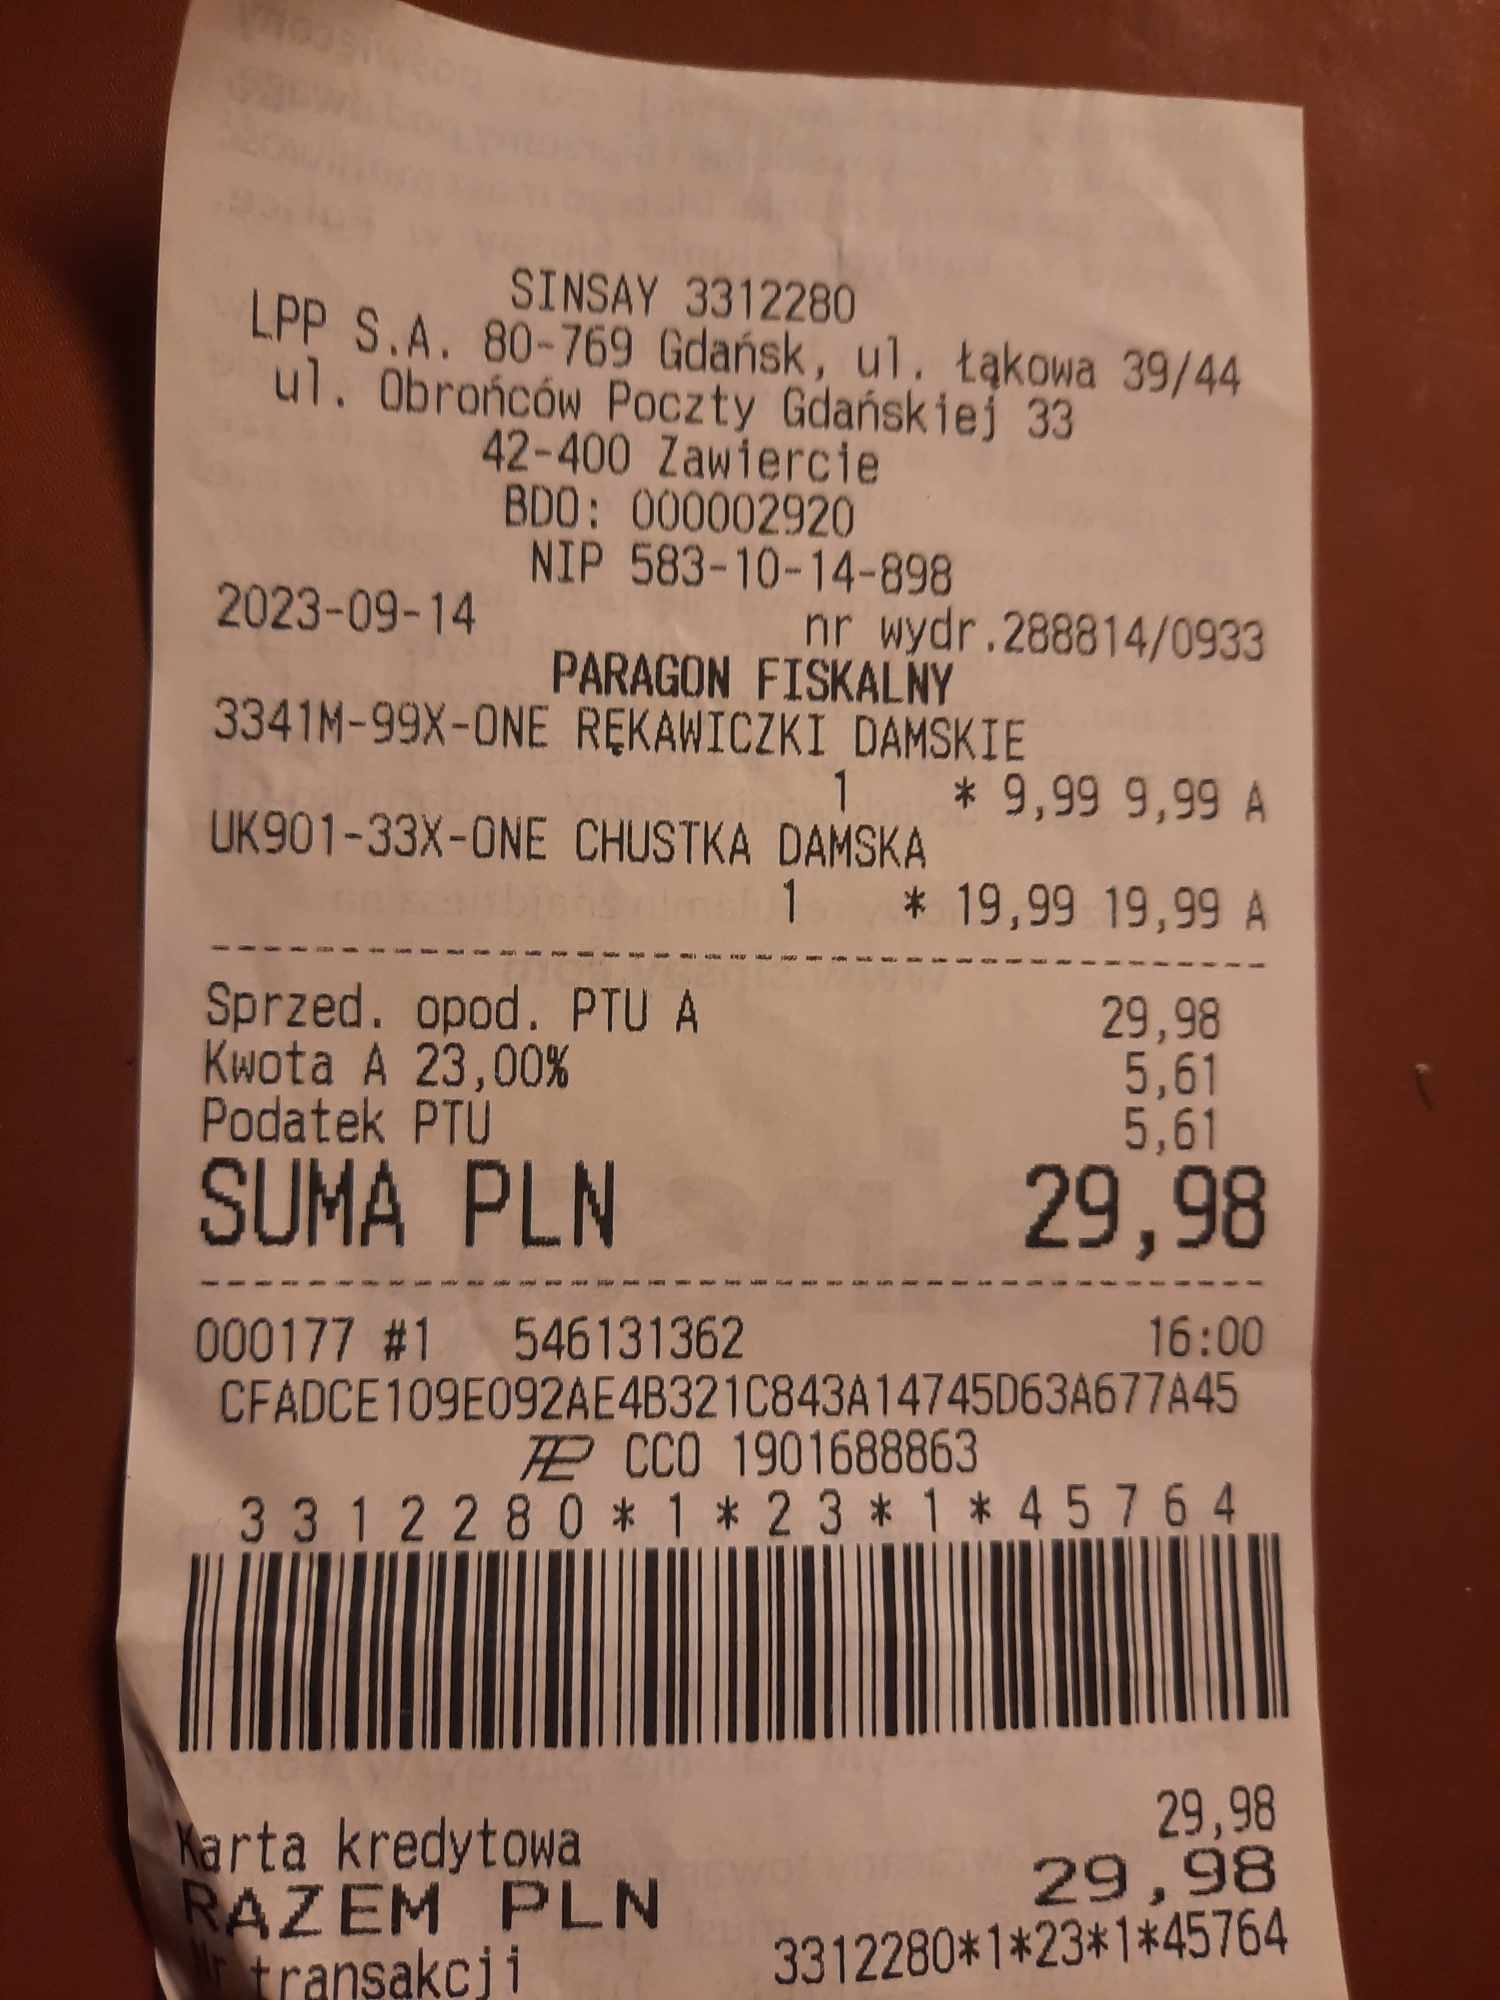 SINSAY 3312280
LPP S.A. 80-769 Gdańsk, ul. Łąkowa 39/44
ul. Obrońców Poczty Gdańskiej 33
42-400 Zawiercie
BDO: 000002920
NIP 583-10-14-898
2023-09-14 nr wydr.288814/0933
PARAGON FISKALNY
3341M-99X-ONE RĘKAWICZKI DAMSKIE
1 * 9,99 9,99 A
UK901-33X-ONE CHUSTKA DAMSKA
1 * 19,99 19,99 A
Sprzed. opod. PTU A 29,98
Kwota A 23,00% 5,61
Podatek PTU 5,61
SUMA PLN 29,98
000177 #1 546131362 16:00
CFADCE109E092AE4B321C843A14745D63A677A45
CCO 1901688863
3312280*1*23*1*45764
Karta kredytowa 29,98
RAZEM PLN 29,98
Nr transakcji 3312280*1*23*1*45764